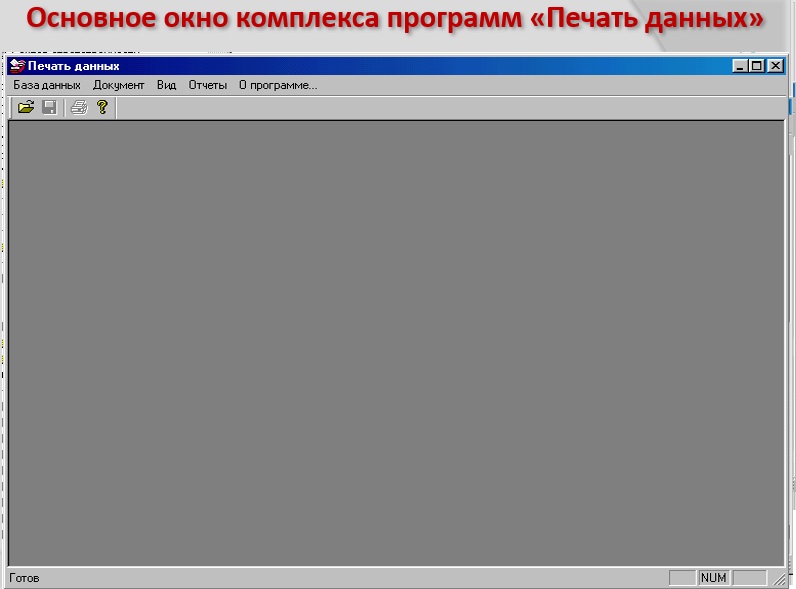 Основное окно комплекса программ «Печать данных»
Печать данных
База данных Документ Вид Отчеты О программе...
Готов NUM